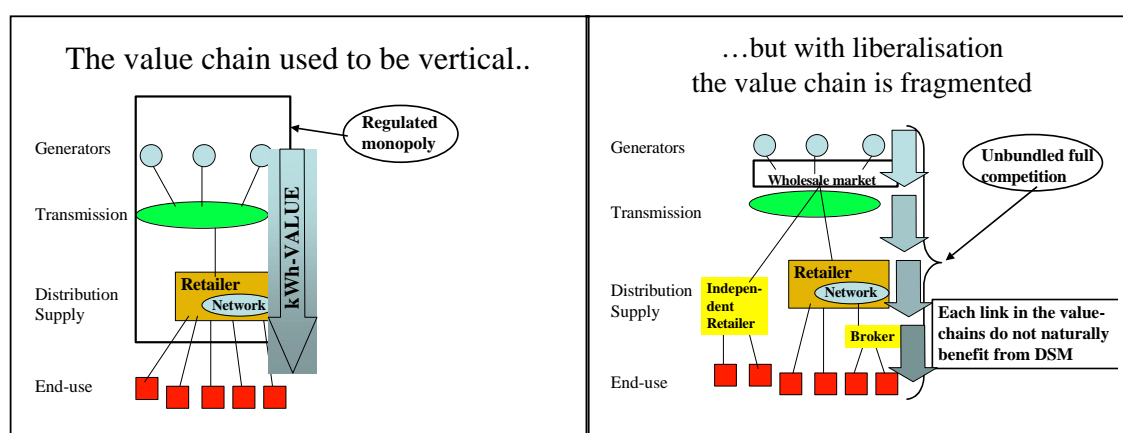 The value chain used to be vertical..
Regulated
monopoly
Generators
Transmission
kWh-VALUE
Retailer
Network
Distribution
Supply
End-use
…but with liberalisation
the value chain is fragmented
Generators
Wholesale market
Unbundled full
competition
Transmission
Retailer
Network
Indepen-
dent
Retailer
Distribution
Supply
Broker
Each link in the value-
chains do not naturally
benefit from DSM
End-use